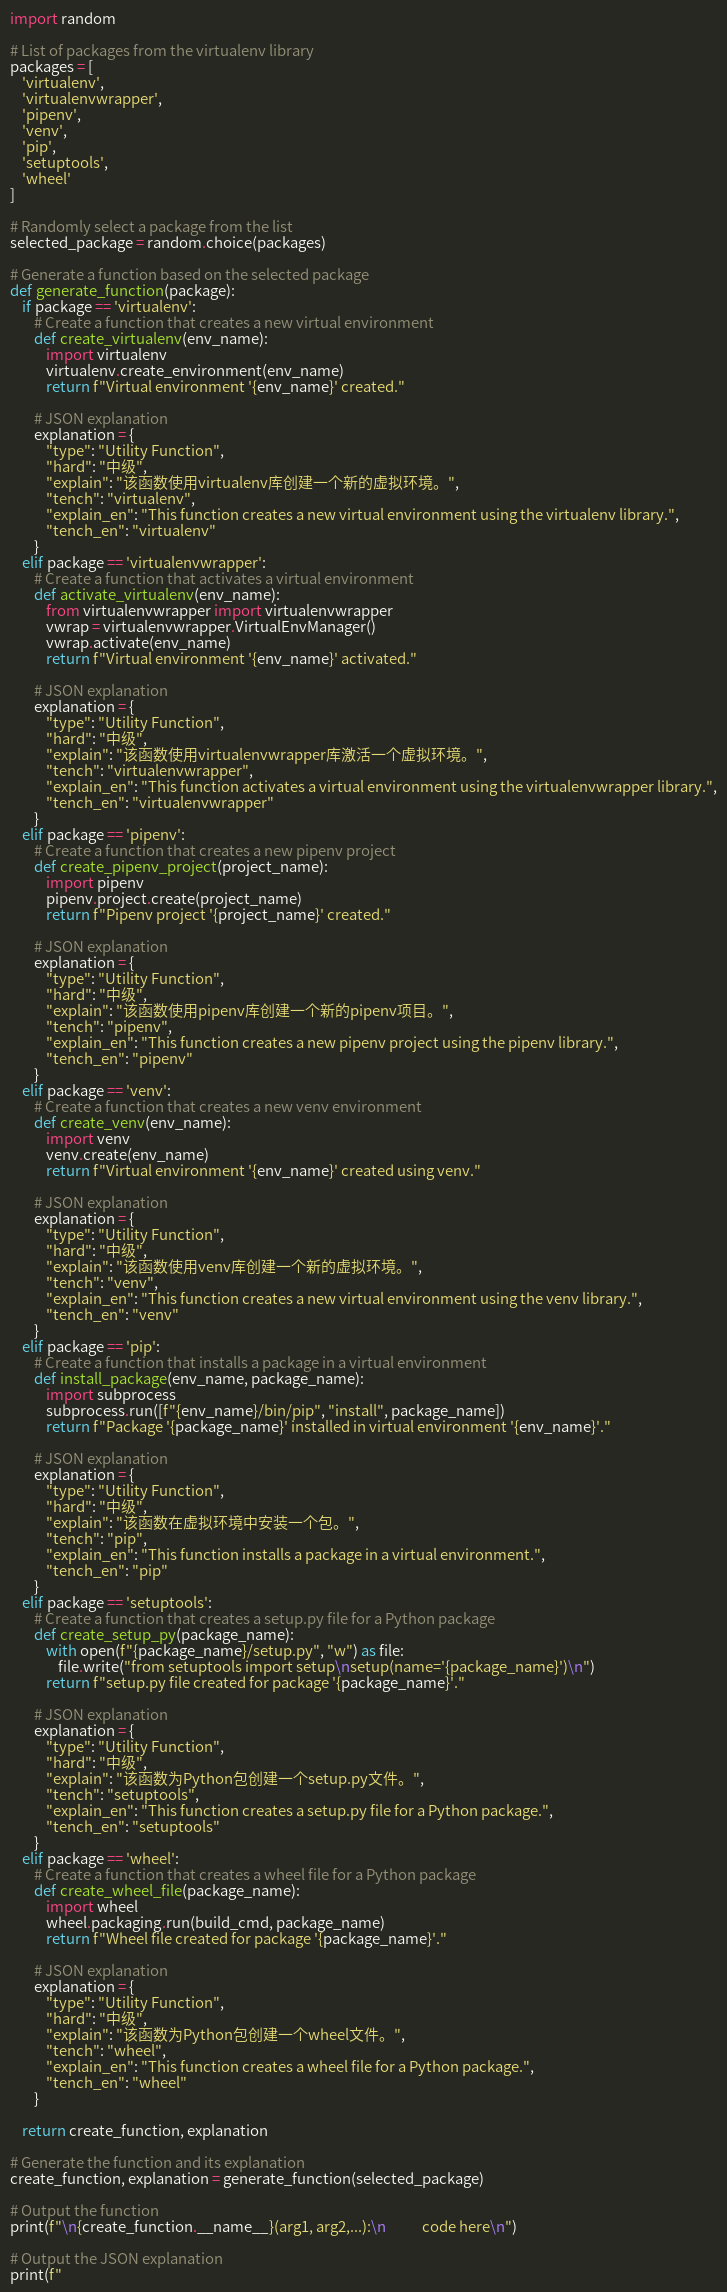 import random

# List of packages from the virtualenv library
packages = [
    'virtualenv',
    'virtualenvwrapper',
    'pipenv',
    'venv',
    'pip',
    'setuptools',
    'wheel'
]

# Randomly select a package from the list
selected_package = random.choice(packages)

# Generate a function based on the selected package
def generate_function(package):
    if package == 'virtualenv':
        # Create a function that creates a new virtual environment
        def create_virtualenv(env_name):
            import virtualenv
            virtualenv.create_environment(env_name)
            return f"Virtual environment '{env_name}' created."

        # JSON explanation
        explanation = {
            "type": "Utility Function",
            "hard": "中级",
            "explain": "该函数使用virtualenv库创建一个新的虚拟环境。",
            "tench": "virtualenv",
            "explain_en": "This function creates a new virtual environment using the virtualenv library.",
            "tench_en": "virtualenv"
        }
    elif package == 'virtualenvwrapper':
        # Create a function that activates a virtual environment
        def activate_virtualenv(env_name):
            from virtualenvwrapper import virtualenvwrapper
            vwrap = virtualenvwrapper.VirtualEnvManager()
            vwrap.activate(env_name)
            return f"Virtual environment '{env_name}' activated."

        # JSON explanation
        explanation = {
            "type": "Utility Function",
            "hard": "中级",
            "explain": "该函数使用virtualenvwrapper库激活一个虚拟环境。",
            "tench": "virtualenvwrapper",
            "explain_en": "This function activates a virtual environment using the virtualenvwrapper library.",
            "tench_en": "virtualenvwrapper"
        }
    elif package == 'pipenv':
        # Create a function that creates a new pipenv project
        def create_pipenv_project(project_name):
            import pipenv
            pipenv.project.create(project_name)
            return f"Pipenv project '{project_name}' created."

        # JSON explanation
        explanation = {
            "type": "Utility Function",
            "hard": "中级",
            "explain": "该函数使用pipenv库创建一个新的pipenv项目。",
            "tench": "pipenv",
            "explain_en": "This function creates a new pipenv project using the pipenv library.",
            "tench_en": "pipenv"
        }
    elif package == 'venv':
        # Create a function that creates a new venv environment
        def create_venv(env_name):
            import venv
            venv.create(env_name)
            return f"Virtual environment '{env_name}' created using venv."

        # JSON explanation
        explanation = {
            "type": "Utility Function",
            "hard": "中级",
            "explain": "该函数使用venv库创建一个新的虚拟环境。",
            "tench": "venv",
            "explain_en": "This function creates a new virtual environment using the venv library.",
            "tench_en": "venv"
        }
    elif package == 'pip':
        # Create a function that installs a package in a virtual environment
        def install_package(env_name, package_name):
            import subprocess
            subprocess.run([f"{env_name}/bin/pip", "install", package_name])
            return f"Package '{package_name}' installed in virtual environment '{env_name}'."

        # JSON explanation
        explanation = {
            "type": "Utility Function",
            "hard": "中级",
            "explain": "该函数在虚拟环境中安装一个包。",
            "tench": "pip",
            "explain_en": "This function installs a package in a virtual environment.",
            "tench_en": "pip"
        }
    elif package == 'setuptools':
        # Create a function that creates a setup.py file for a Python package
        def create_setup_py(package_name):
            with open(f"{package_name}/setup.py", "w") as file:
                file.write("from setuptools import setup\nsetup(name='{package_name}')\n")
            return f"setup.py file created for package '{package_name}'."

        # JSON explanation
        explanation = {
            "type": "Utility Function",
            "hard": "中级",
            "explain": "该函数为Python包创建一个setup.py文件。",
            "tench": "setuptools",
            "explain_en": "This function creates a setup.py file for a Python package.",
            "tench_en": "setuptools"
        }
    elif package == 'wheel':
        # Create a function that creates a wheel file for a Python package
        def create_wheel_file(package_name):
            import wheel
            wheel.packaging.run(build_cmd, package_name)
            return f"Wheel file created for package '{package_name}'."

        # JSON explanation
        explanation = {
            "type": "Utility Function",
            "hard": "中级",
            "explain": "该函数为Python包创建一个wheel文件。",
            "tench": "wheel",
            "explain_en": "This function creates a wheel file for a Python package.",
            "tench_en": "wheel"
        }

    return create_function, explanation

# Generate the function and its explanation
create_function, explanation = generate_function(selected_package)

# Output the function
print(f"\n{create_function.__name__}(arg1, arg2,...):\n            code here\n")

# Output the JSON explanation
print(f"